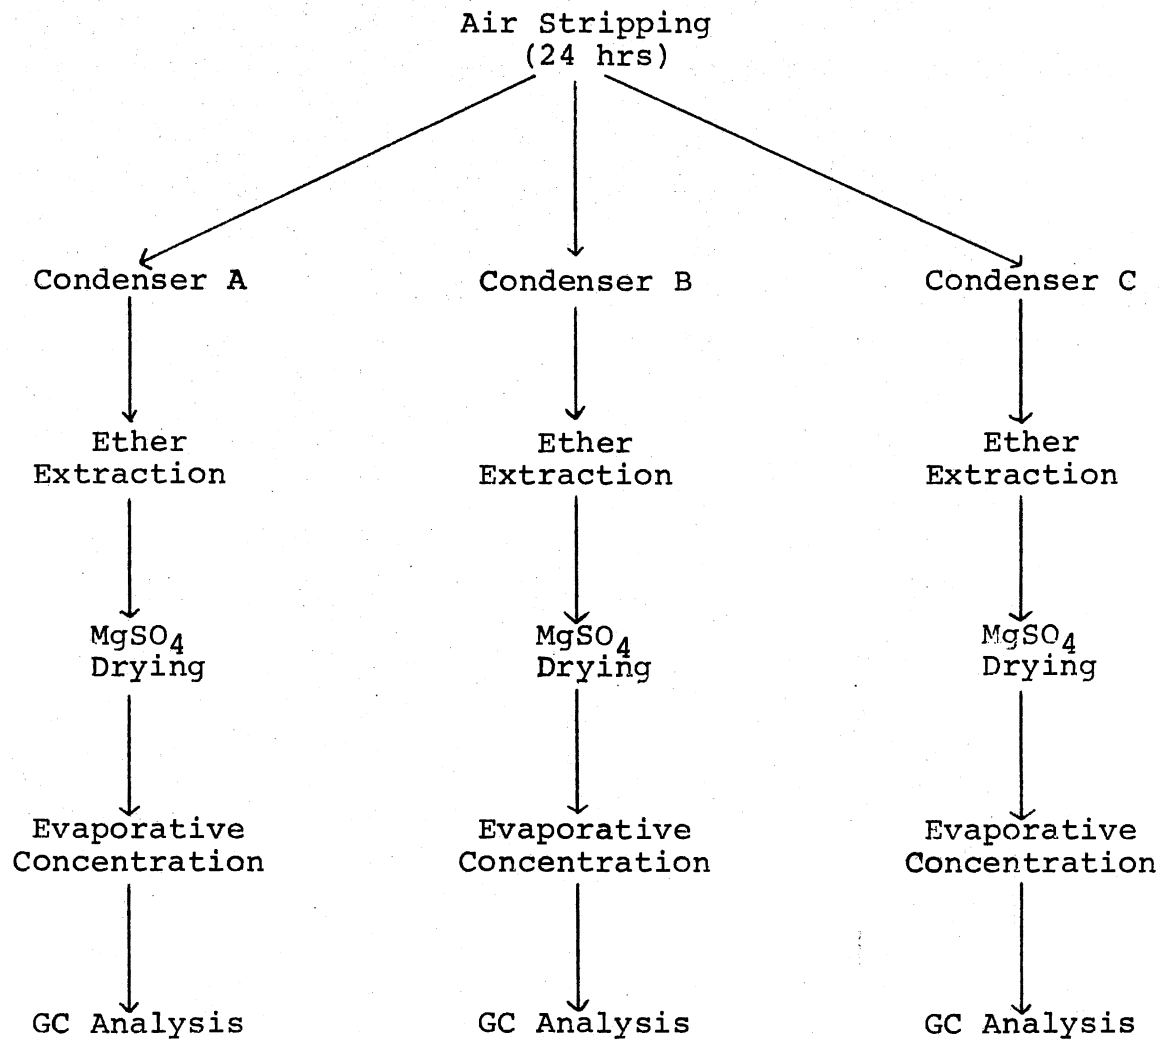 Air Stripping
(24 hrs)
Condenser A
Condenser B
Condenser C
Ether
Extraction
Ether
Extraction
Ether
Extraction
MgSO4
Drying
MgSO4
Drying
MgSO4
Drying
Evaporative
Concentration
Evaporative
Concentration
Evaporative
Concentration
GC Analysis
GC Analysis
GC Analysis